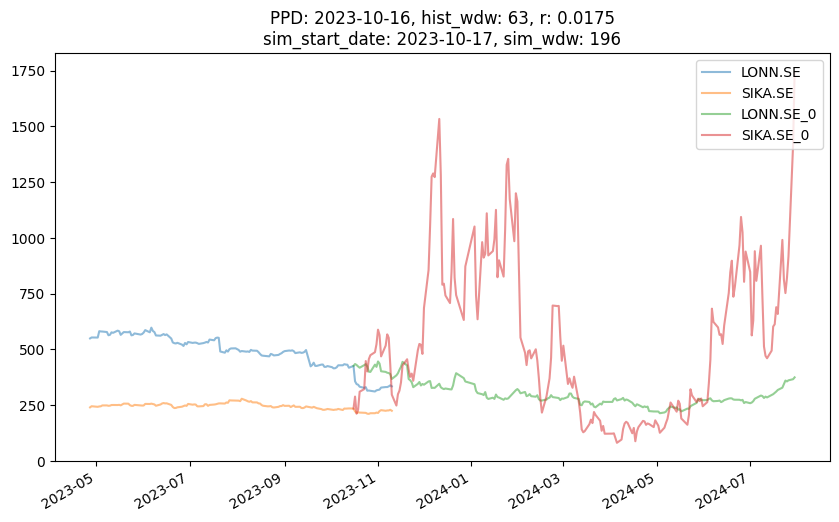 PPD: 2023-10-16, hist_wdw: 63, r: 0.0175
sim_start_date: 2023-10-17, sim_wdw: 196
1750
1500
1250
1000
750
500
250
0
LONN.SE
SIKA.SE
LONN.SE_0
SIKA.SE_0
2023-05
2023-07
2023-09
2023-11
2024-01
2024-03
2024-05
2024-07